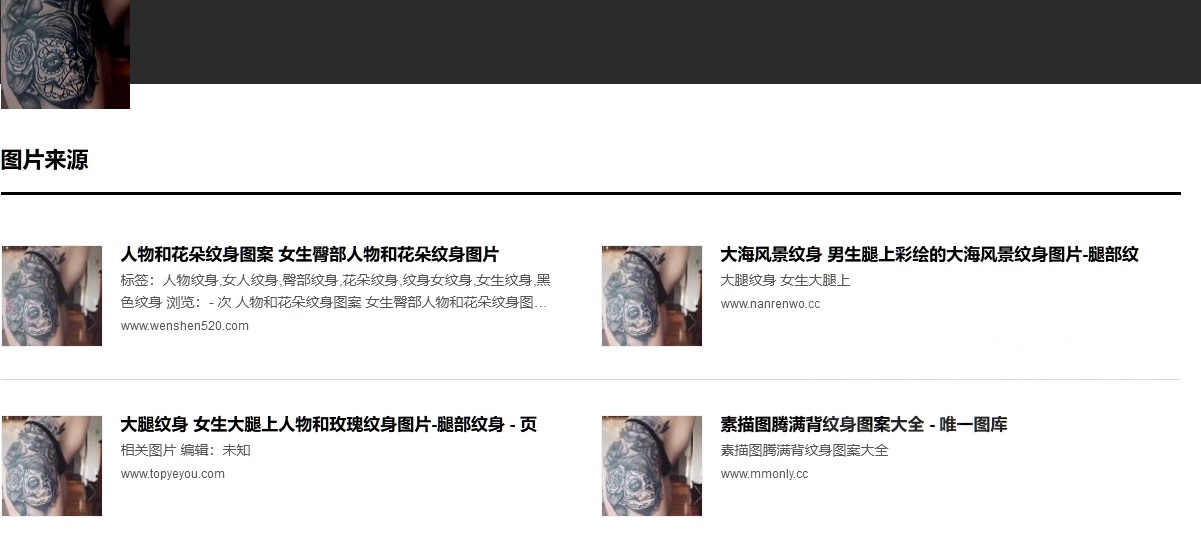 图片来源
人物和花朵纹身图案 女生臀部人物和花朵纹身图片
标签：人物纹身,女人纹身,臀部纹身,花朵纹身,纹身女纹身,女生纹身,黑
色纹身 浏览：- 次 人物和花朵纹身图案 女生臀部人物和花朵纹身图…
www.wenshen520.com
大海风景纹身 男生腿上彩绘的大海风景纹身图片-腿部纹
大腿纹身 女生大腿上
www.nanrenwo.cc
大腿纹身 女生大腿上人物和玫瑰纹身图片-腿部纹身 - 页
相关图片 编辑：未知
www.topyeyou.com
素描图腾满背纹身图案大全 - 唯一图库
素描图腾满背纹身图案大全
www.mmonly.cc